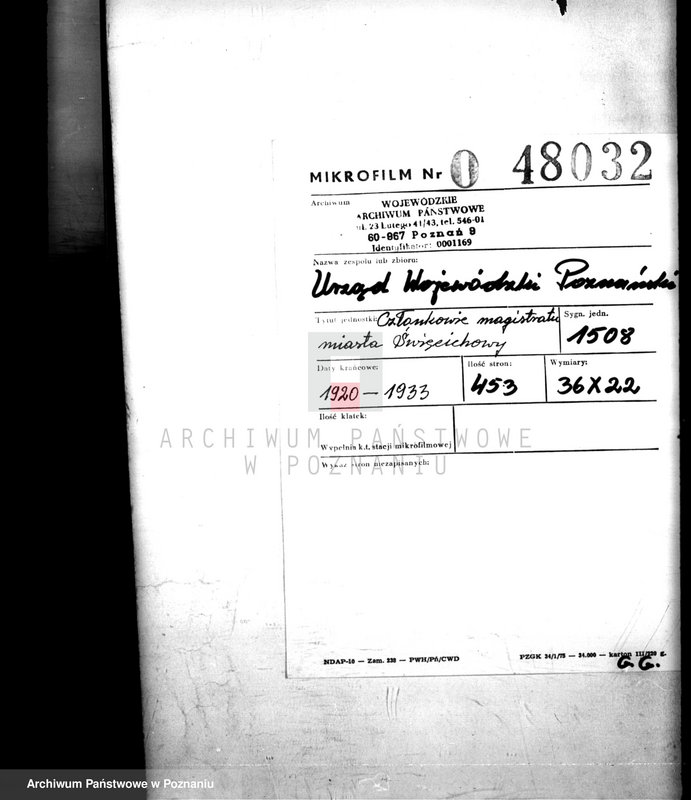 MIKROFILM Nr 0 48032
Archiwum
WOJEWÓDZKIE
ARCHIWUM PAŃSTWOWE
ul. 23 Lutego 41/43, tel. 546-01
60-967 Poznań 9
Identyfikator: 0001169
Nazwa zespołu lub zbioru:
Urząd Wojewódzki Poznański
Tytuł jednostki: Członkowie magistratu
miasta Święciechowy
Sygn. jedn.
1508
Daty krańcowe:
1920 — 1933
Ilość stron:
453
Wymiary:
36X22
Ilość klatek:
Wypełnia k.t. stacji mikrofilmowej
ARCHIWUM PAŃSTWOWE
W POZNANIU
Wykaz stron niezapisanych:
NDAP-10 — Zam. 230 — PWH/Pń/CWD
PZGK 34/1/75 — 34.000 — karton III/220 g.
G.G.
Archiwum Państwowe w Poznaniu